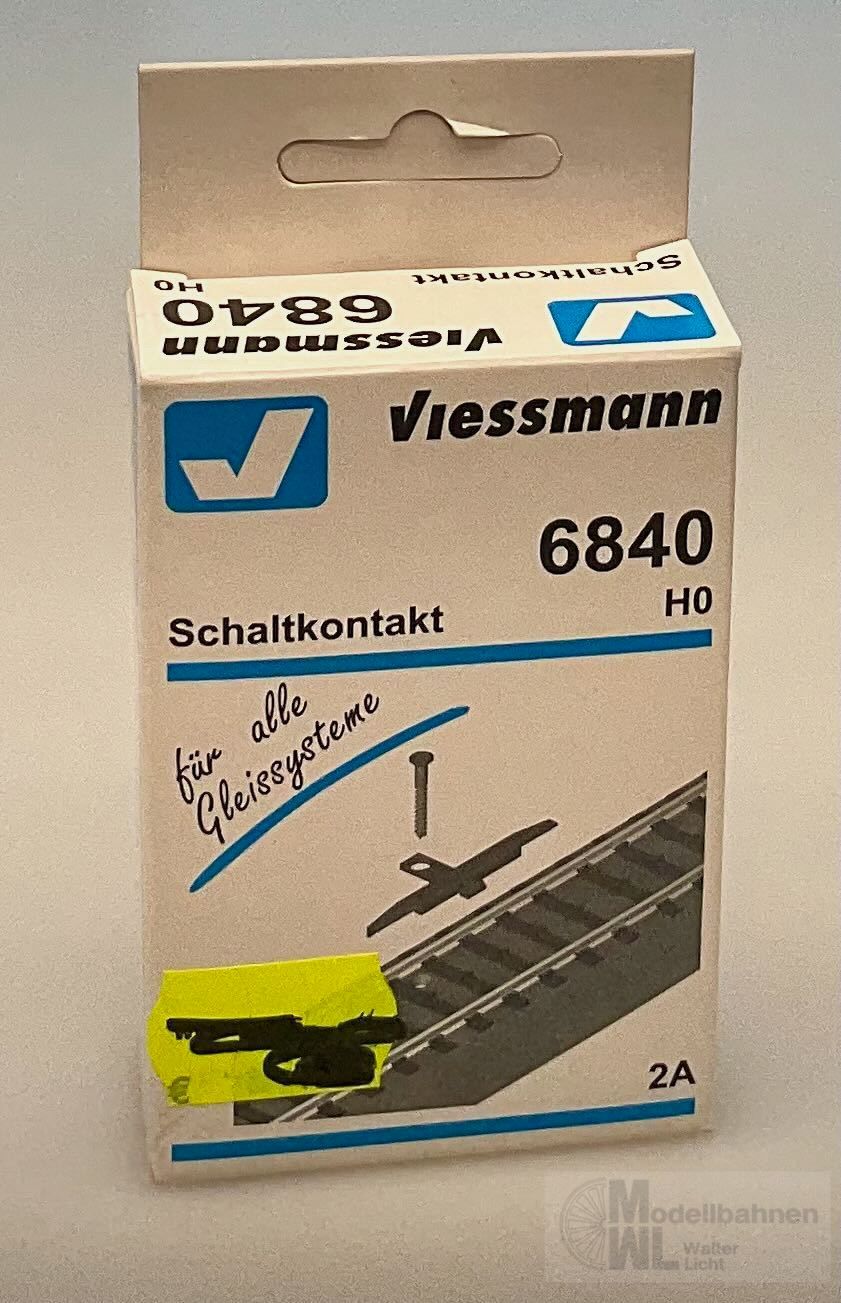 Schaltkontakt
H0
6840
Viessmann
Viessmann
6840
H0
Schaltkontakt
für alle
Gleissysteme
€
2A
Modellbahnen
Walter
Licht